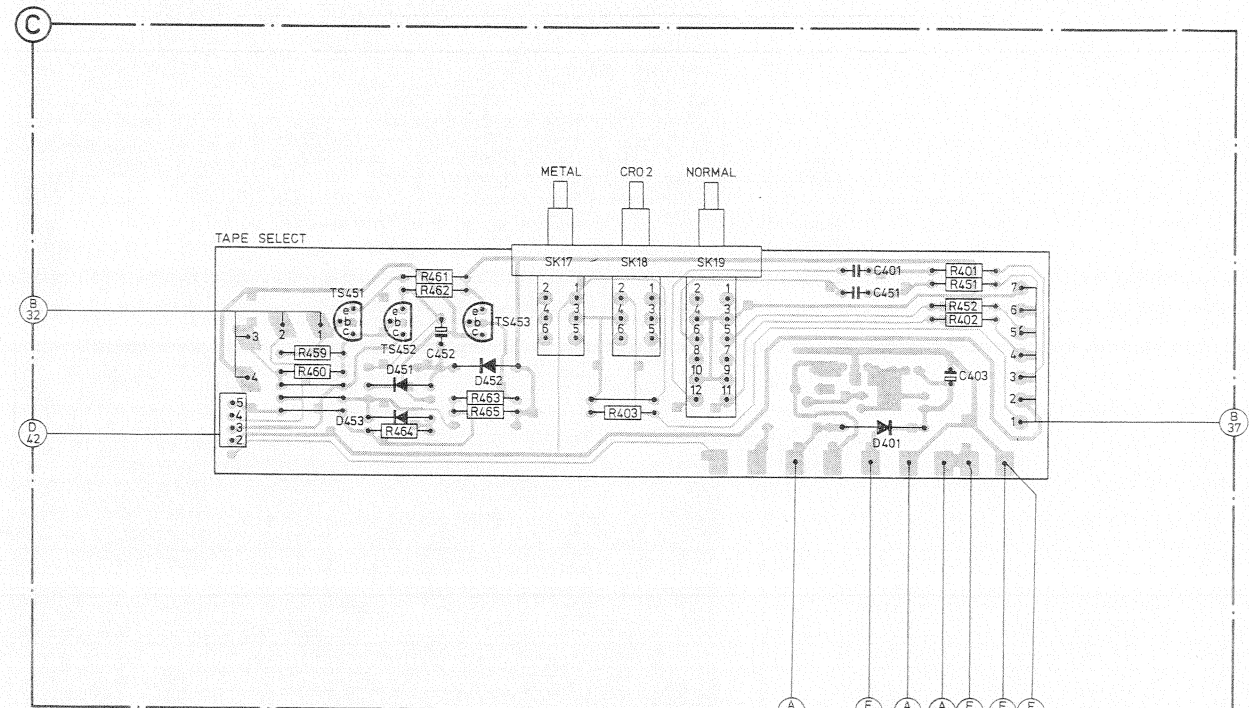 C
METAL CRO2 NORMAL
TAPE SELECT
SK17 SK18 SK19
R461
R462
C401 R401
C451 R451
R452
R402
TS451
TS452
TS453
e
b
c
e
b
c
e
b
c
C452
2 1
4 3
6 5
2 1
4 3
6 5
2 1
4 3
6 5
8 7
10 9
12 11
7
6
5
4
3
2
1
B
32
3
2
1
4
R459
R460
D451
D452
D453
R463
R465
R464
R403
C403
D401
5
4
3
2
D
42
B
37
A F A A F F F